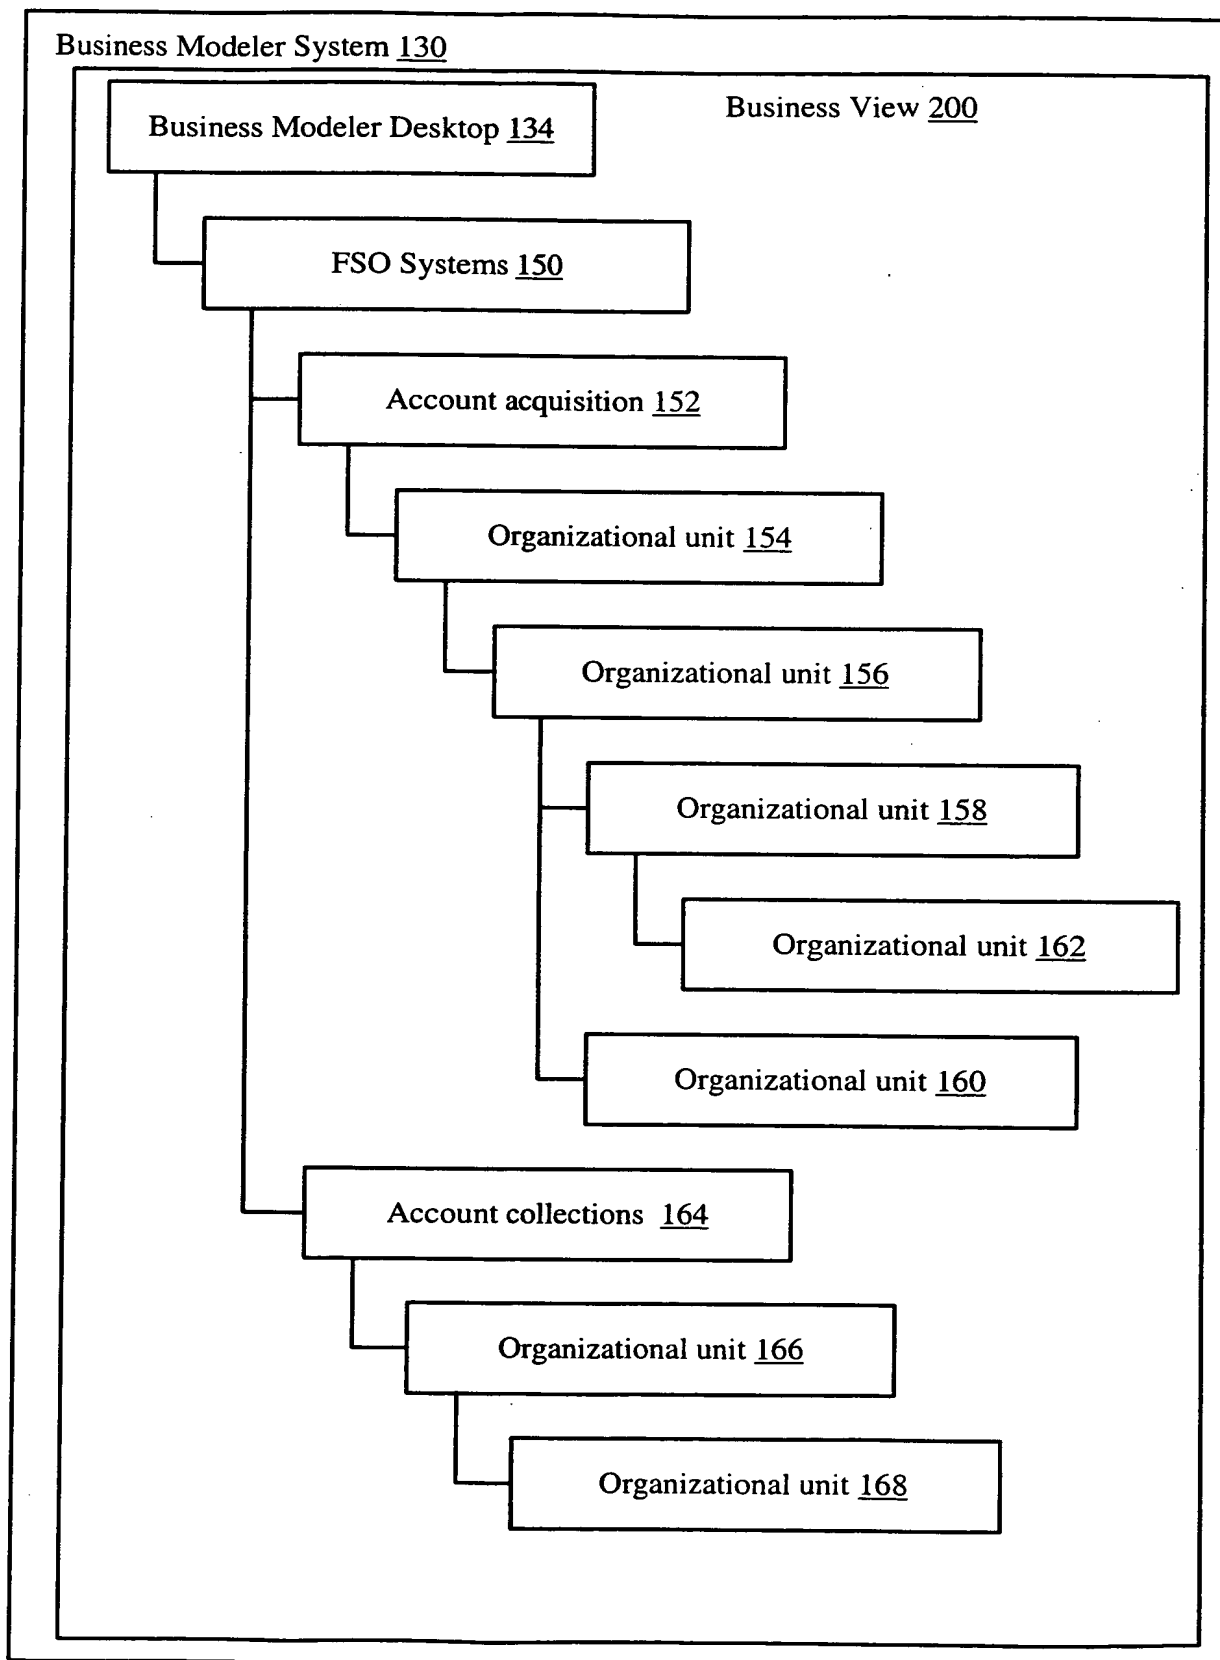 Business Modeler System 130
Business View 200
Business Modeler Desktop 134
FSO Systems 150
Account acquisition 152
Organizational unit 154
Organizational unit 156
Organizational unit 158
Organizational unit 162
Organizational unit 160
Account collections 164
Organizational unit 166
Organizational unit 168